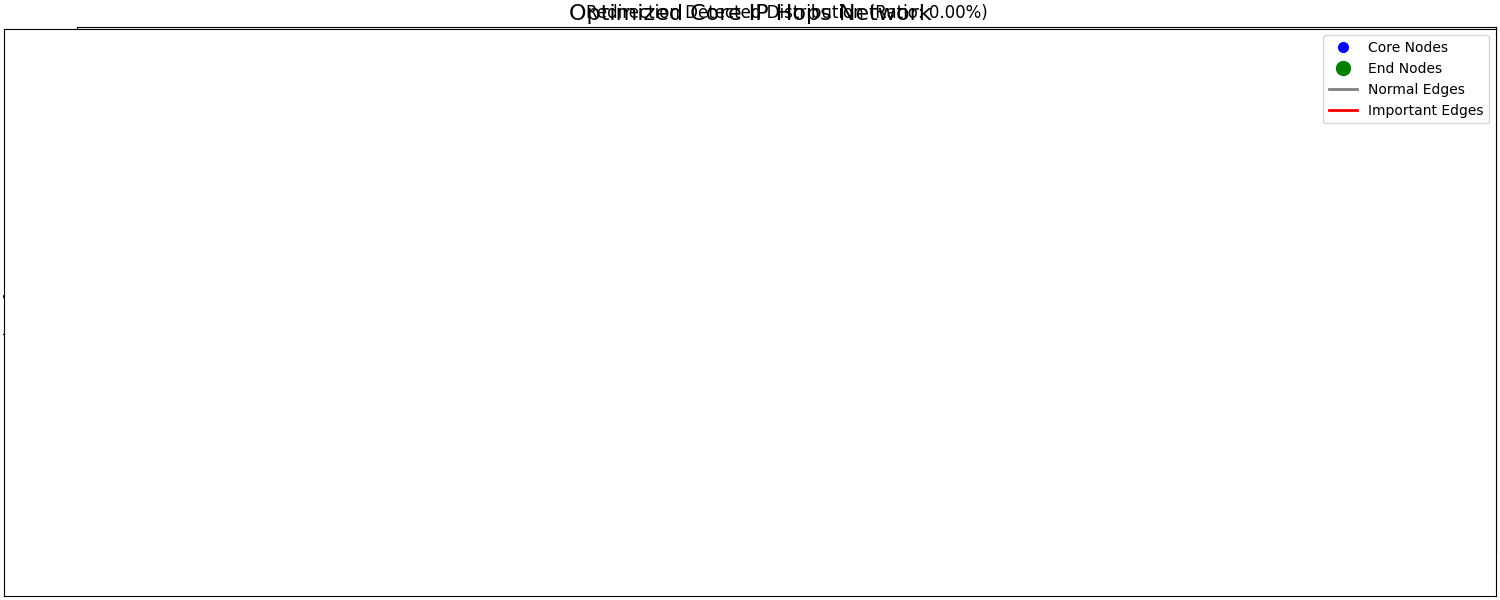 Optimized Core IP Hops Network
Redirection Detected Distribution (Ratio: 0.00%)
Core Nodes
End Nodes
Normal Edges
Important Edges